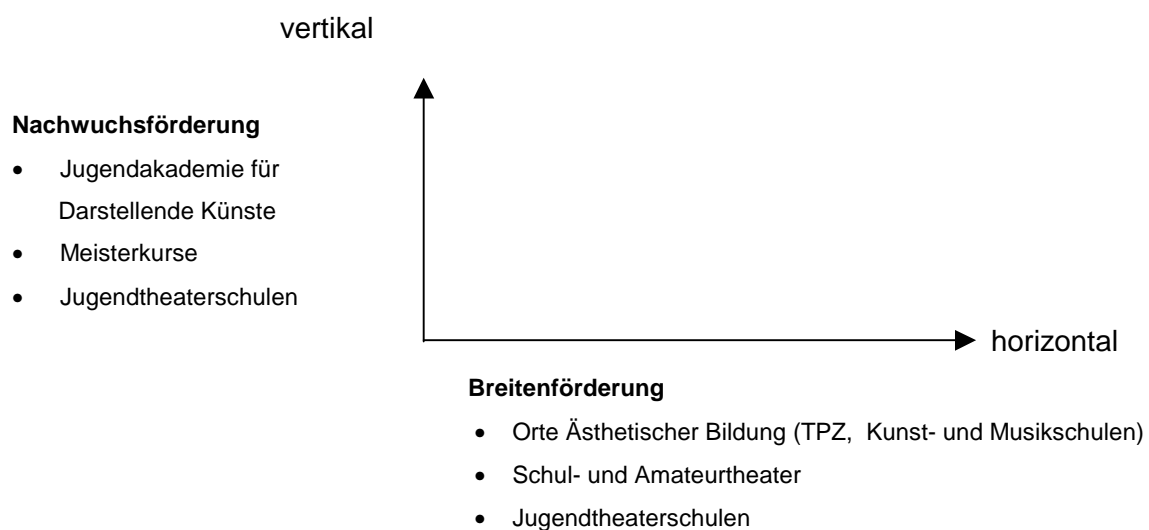 vertikal
Nachwuchsförderung
• Jugendakademie für
Darstellende Künste
• Meisterkurse
• Jugendtheaterschulen
horizontal
Breitenförderung
• Orte Ästhetischer Bildung (TPZ, Kunst- und Musikschulen)
• Schul- und Amateurtheater
• Jugendtheaterschulen